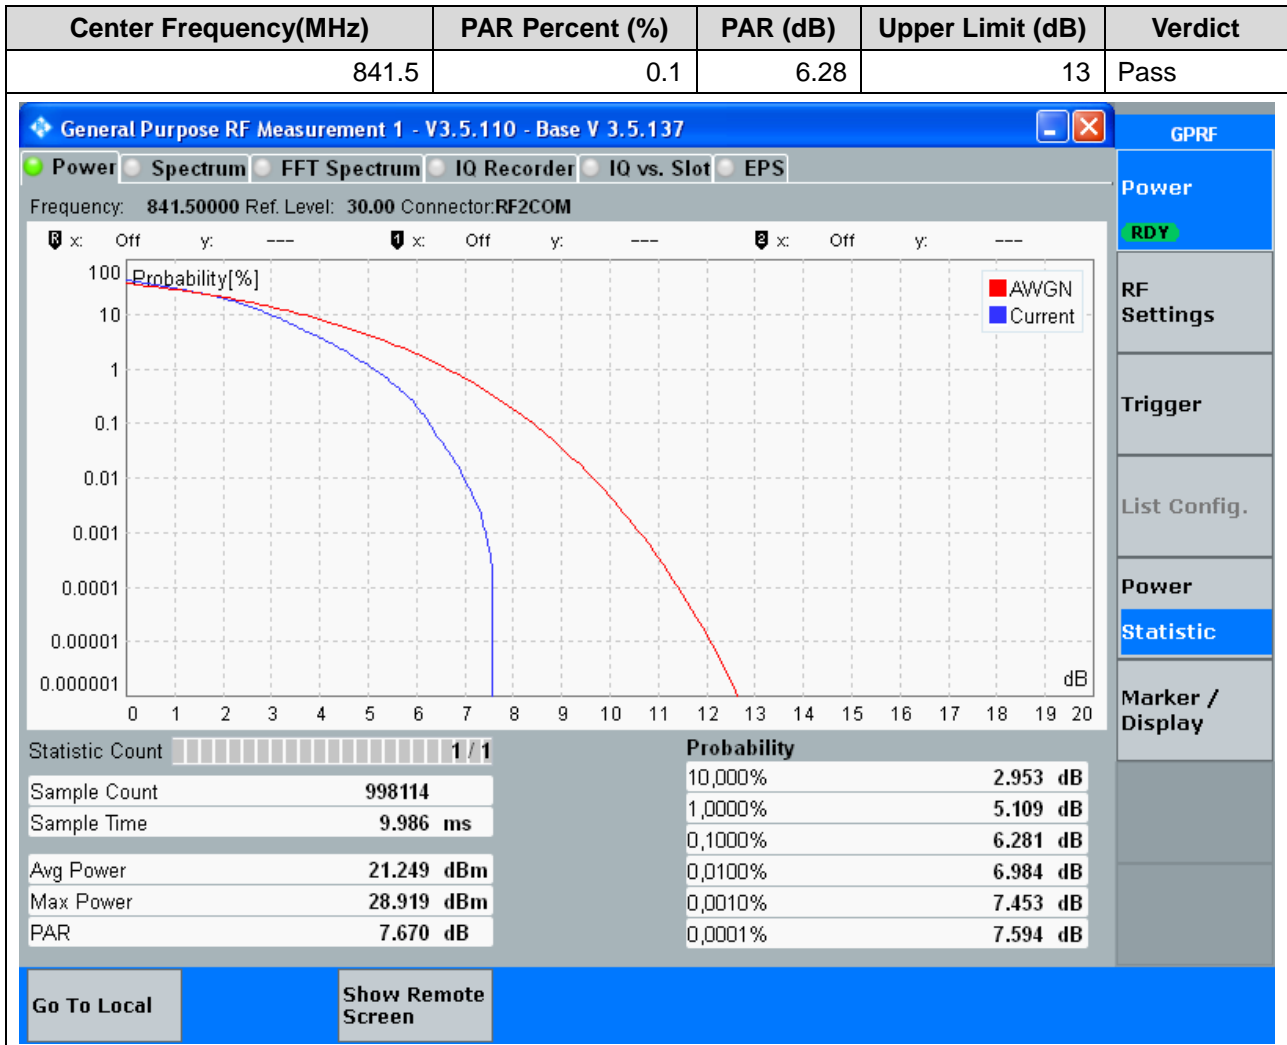 Center Frequency(MHz) PAR Percent (%) PAR (dB) Upper Limit (dB) Verdict
841.5 0.1 6.28 13 Pass
General Purpose RF Measurement 1 - V3.5.110 - Base V 3.5.137
GPRF
Power Spectrum FFT Spectrum IQ Recorder IQ vs. Slot EPS
Power
RDY
Frequency: 841.50000 Ref. Level: 30.00 Connector:RF2COM
R x: Off y: --- 1 x: Off y: --- 2 x: Off y: ---
Probability[%]
100
10
1
0.1
0.01
0.001
0.0001
0.00001
0.000001
AWGN
Current
dB
0 1 2 3 4 5 6 7 8 9 10 11 12 13 14 15 16 17 18 19 20
RF
Settings
Trigger
List Config.
Power
Statistic
Marker /
Display
Statistic Count 1 / 1
Sample Count 998114
Sample Time 9.986 ms
Avg Power 21.249 dBm
Max Power 28.919 dBm
PAR 7.670 dB
Probability
10,000% 2.953 dB
1,0000% 5.109 dB
0,1000% 6.281 dB
0,0100% 6.984 dB
0,0010% 7.453 dB
0,0001% 7.594 dB
Go To Local
Show Remote
Screen